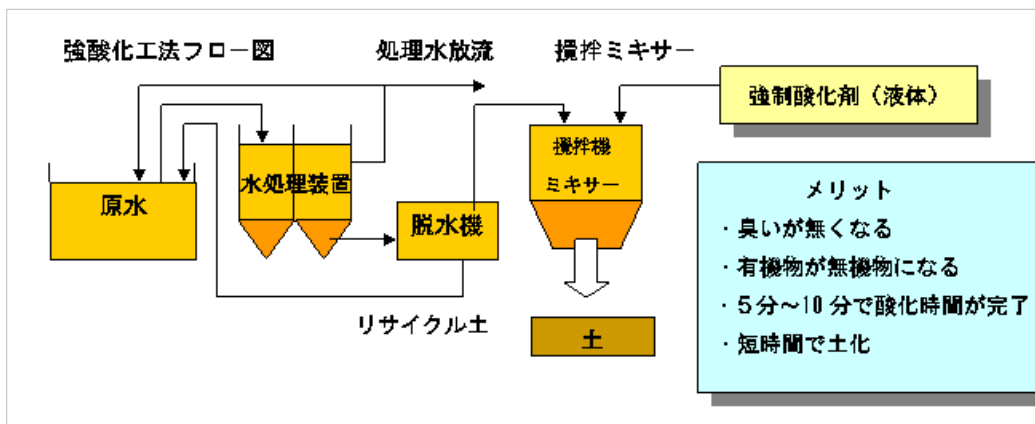 強酸化工法フロー図
処理水放流
攪拌ミキサー
強制酸化剤（液体）
原水
水処理装置
脱水機
攪拌機
ミキサー
リサイクル土
土
メリット
・臭いが無くなる
・有機物が無機物になる
・５分～10分で酸化時間が完了
・短時間で土化